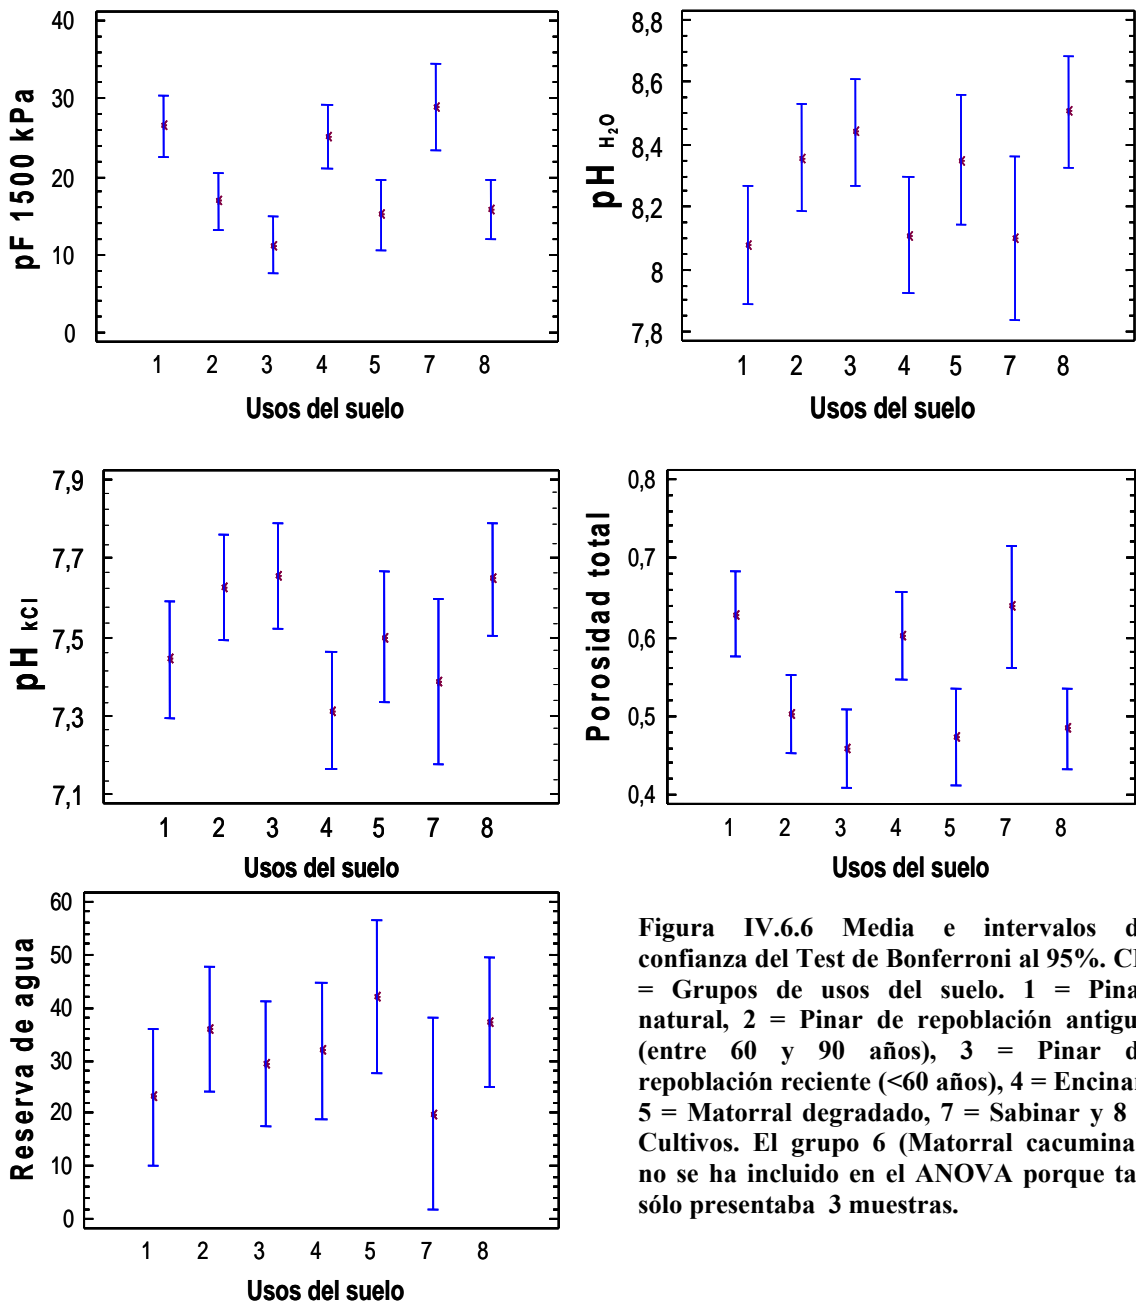 pF 1500 kPa
40
30
20
10
0
1 2 3 4 5 7 8
Usos del suelo
pH H₂O
8,8
8,6
8,4
8,2
8
7,8
1 2 3 4 5 7 8
Usos del suelo
pH kCl
7,9
7,7
7,5
7,3
7,1
1 2 3 4 5 7 8
Usos del suelo
Porosidad total
0,8
0,7
0,6
0,5
0,4
1 2 3 4 5 7 8
Usos del suelo
Reserva de agua
60
50
40
30
20
10
0
1 2 3 4 5 7 8
Usos del suelo
Figura IV.6.6 Media e intervalos d
confianza del Test de Bonferroni al 95%. Cl
= Grupos de usos del suelo. 1 = Pina
natural, 2 = Pinar de repoblación antigu
(entre 60 y 90 años), 3 = Pinar d
repoblación reciente (<60 años), 4 = Encinar
5 = Matorral degradado, 7 = Sabinar y 8
Cultivos. El grupo 6 (Matorral cacumina
no se ha incluido en el ANOVA porque ta
sólo presentaba 3 muestras.